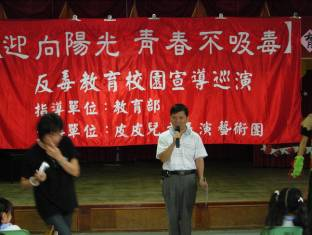 【迎向陽光 青春不吸毒】
反毒教育校園宣導巡演
指導單位：教育部
單位：皮皮兒 演藝術團